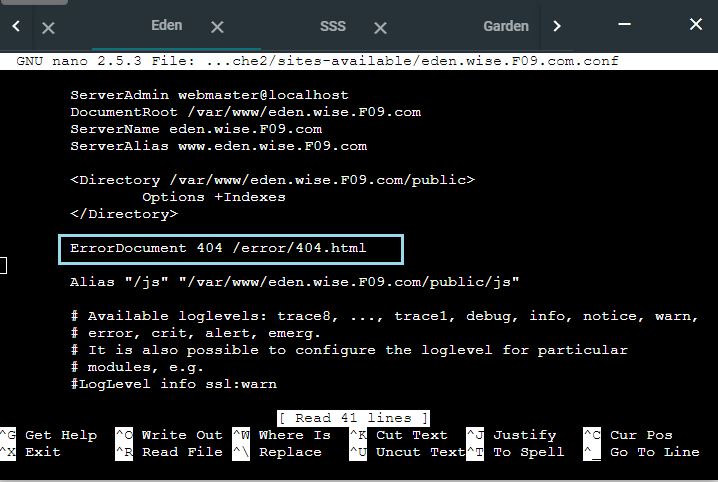 Eden SSS Garden
GNU nano 2.5.3 File: ...che2/sites-available/eden.wise.F09.com.conf
ServerAdmin webmaster@localhost
DocumentRoot /var/www/eden.wise.F09.com
ServerName eden.wise.F09.com
ServerAlias www.eden.wise.F09.com
<Directory /var/www/eden.wise.F09.com/public>
Options +Indexes
</Directory>
ErrorDocument 404 /error/404.html
Alias "/js" "/var/www/eden.wise.F09.com/public/js"
# Available loglevels: trace8, ..., trace1, debug, info, notice, warn,
# error, crit, alert, emerg.
# It is also possible to configure the loglevel for particular
# modules, e.g.
#LogLevel info ssl:warn
[ Read 41 lines ]
^G Get Help ^O Write Out ^W Where Is ^K Cut Text ^J Justify ^C Cur Pos
^X Exit ^R Read File ^\ Replace ^U Uncut Text ^T To Spell ^_ Go To Line